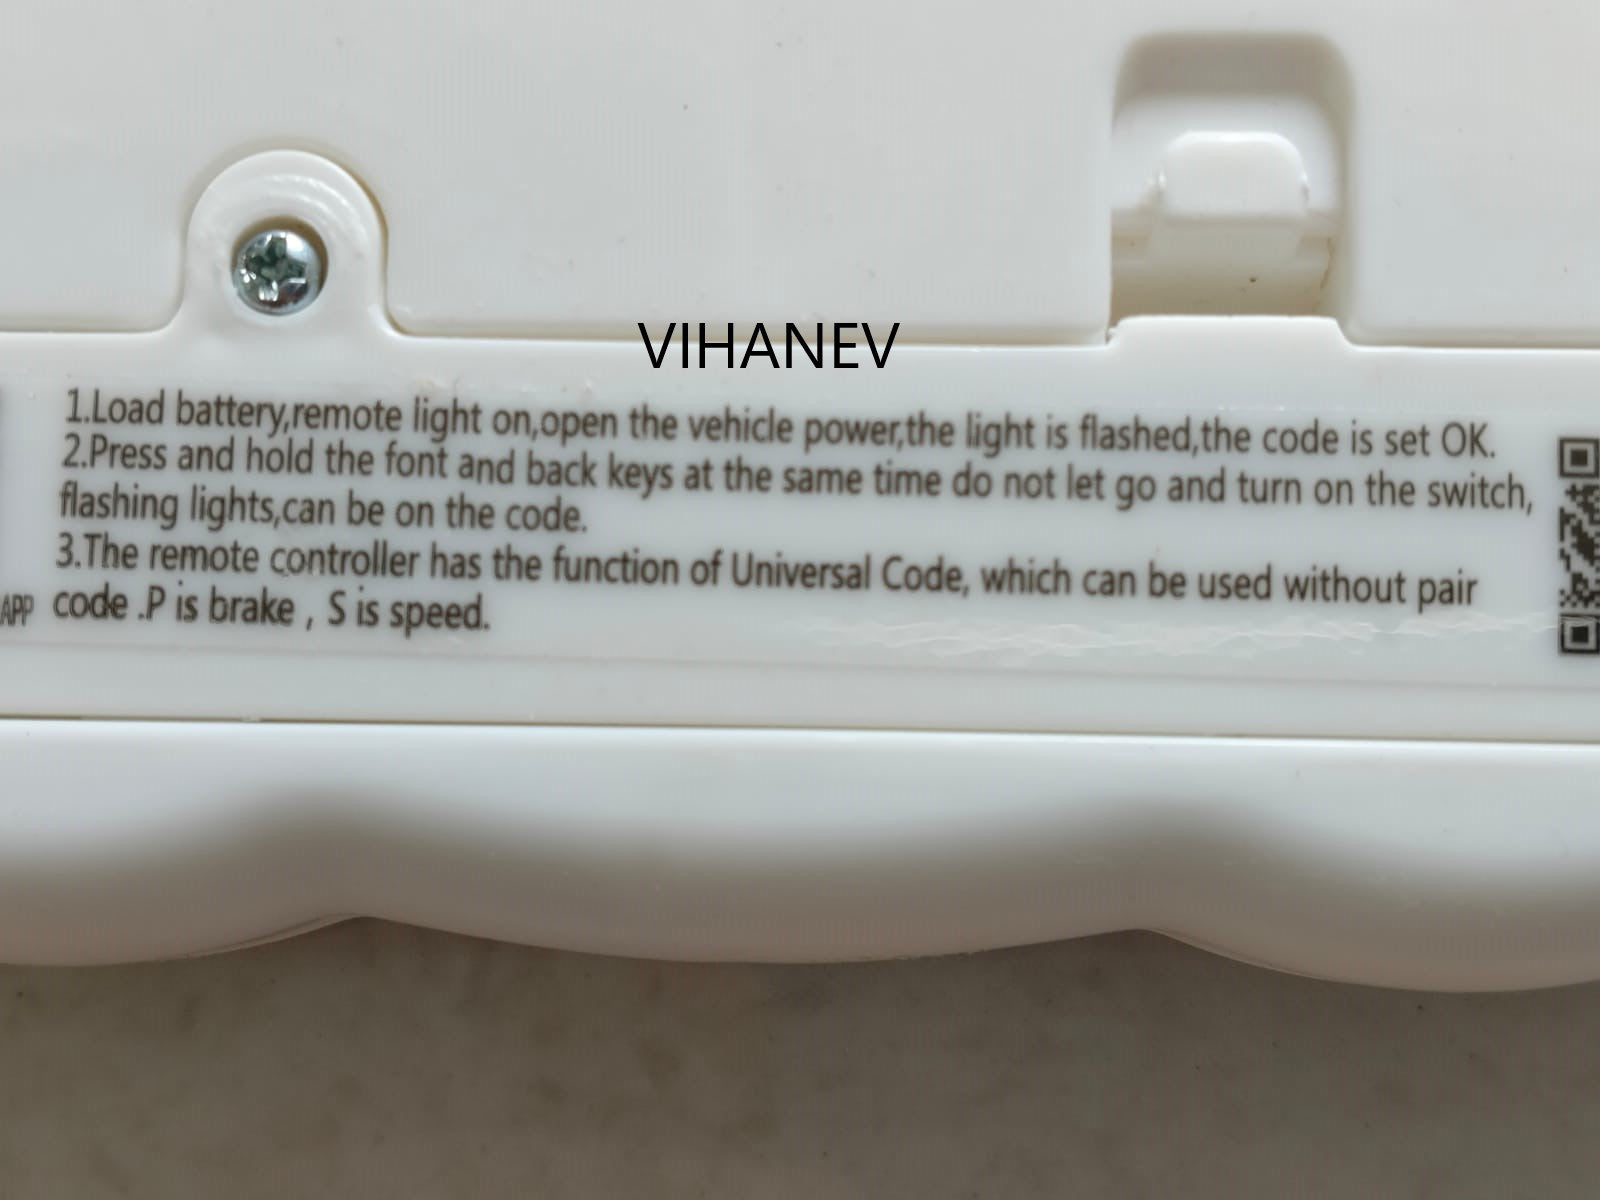 VIHANEV
1.Load battery,remote light on,open the vehicle power,the light is flashed,the code is set OK.
2.Press and hold the font and back keys at the same time do not let go and turn on the switch,
flashing lights,can be on the code.
3.The remote controller has the function of Universal Code, which can be used without pair
APP code .P is brake , S is speed.